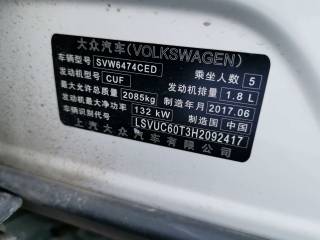 大众汽车(VOLKSWAGEN)
车辆型号 SVW6474CED 乘坐人数 5
发动机型号 CUF 发动机排量 1.8 L
最大允许总质量 2085kg 制造年月 2017.06
发动机最大净功率 132 kW 制造国 中国
车辆识别代号 LSVUC60T3H2092417
上汽大众汽车有限公司